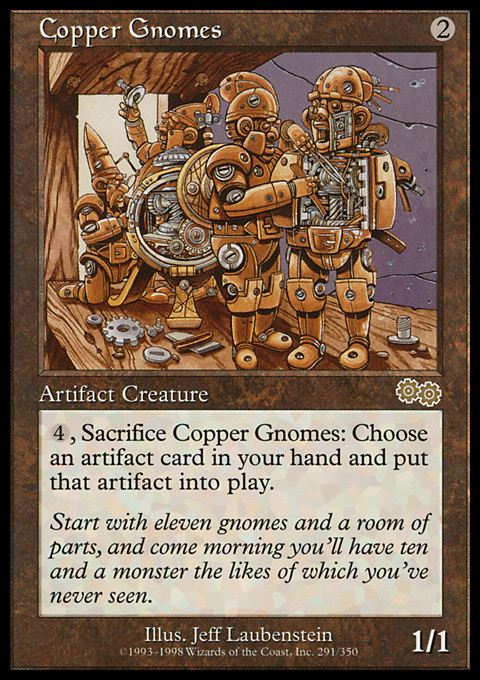 Copper Gnomes 2
Artifact Creature
4, Sacrifice Copper Gnomes: Choose
an artifact card in your hand and put
that artifact into play.
Start with eleven gnomes and a room of
parts, and come morning you'll have ten
and a monster the likes of which you've
never seen.
Illus. Jeff Laubenstein
©1993–1998 Wizards of the Coast, Inc. 291/350
1/1